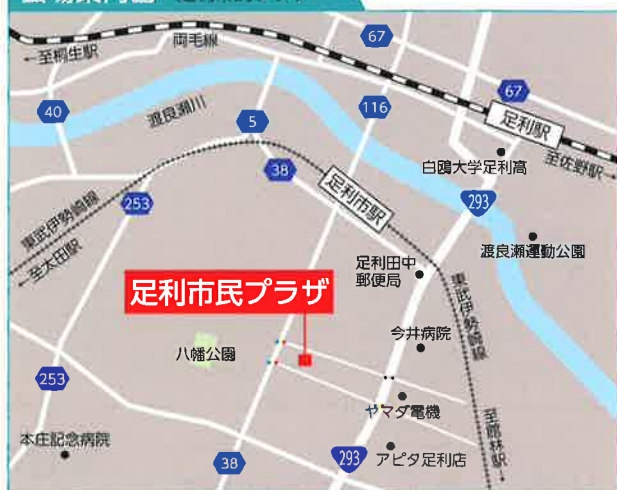 ←至桐生駅
両毛線
67
40
渡良瀬川
5
116
67
足利駅
白鴎大学足利高
至佐野駅→
38
足利市駅
293
253
東武伊勢崎線
←至太田駅
渡良瀬運動公園
足利田中
郵便局
足利市民プラザ
東武伊勢崎線
今井病院
八幡公園
253
ヤマダ電機
至館林駅→
本庄記念病院
38
293
アピタ足利店